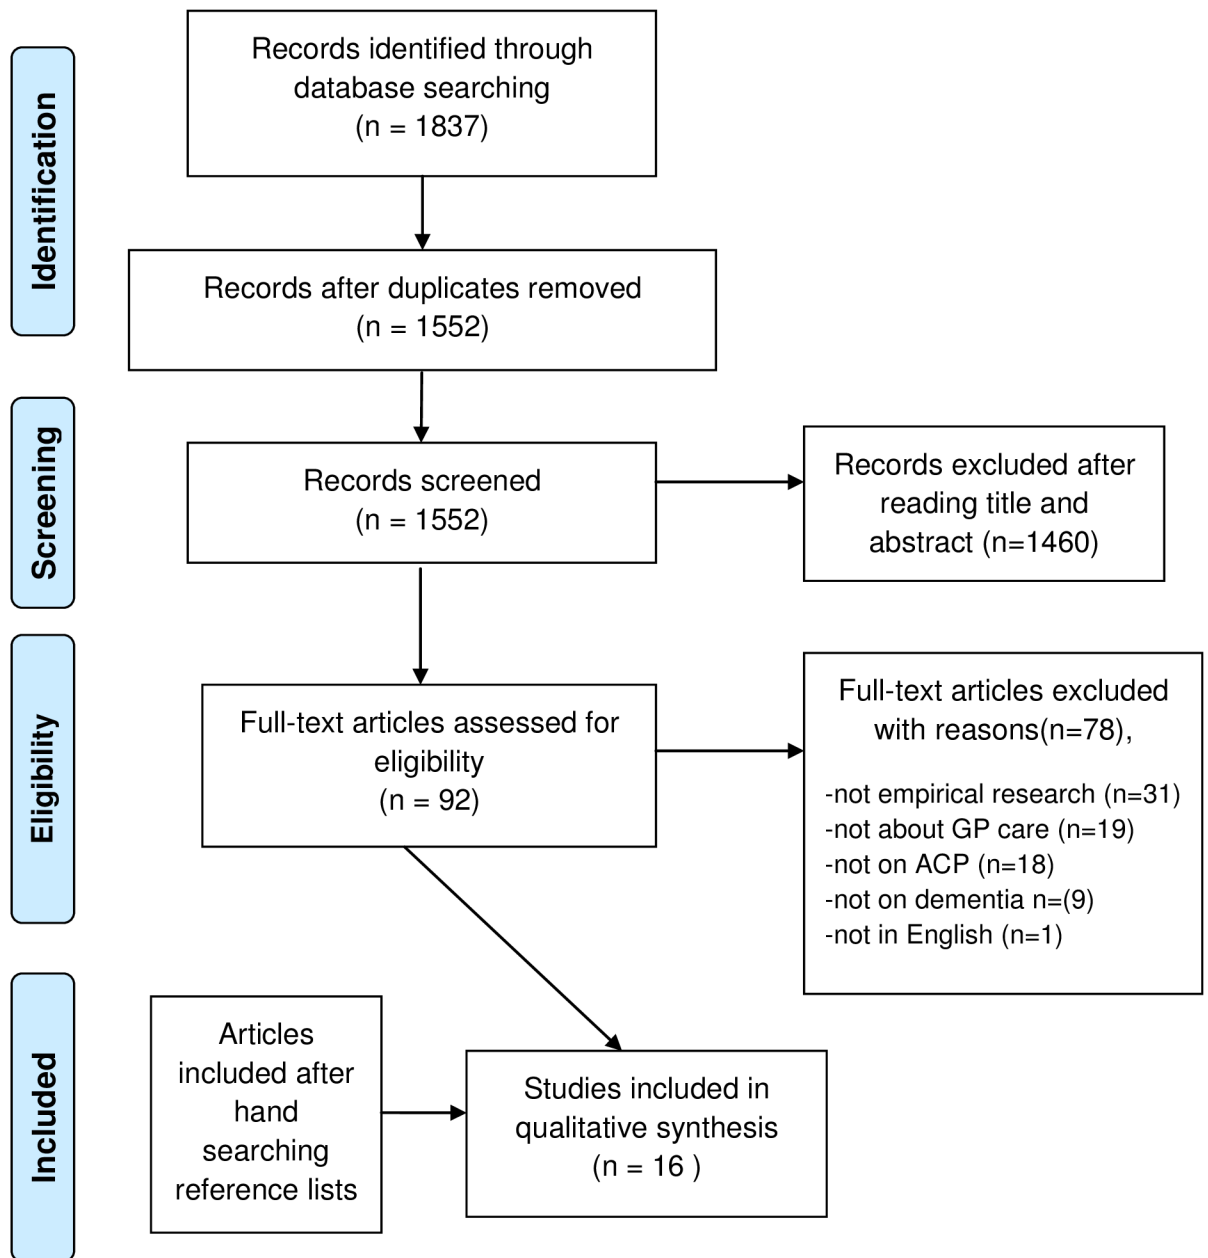 Identification
Records identified through
database searching
(n = 1837)
Records after duplicates removed
(n = 1552)
Screening
Records screened
(n = 1552)
Records excluded after
reading title and
abstract (n=1460)
Eligibility
Full-text articles assessed for
eligibility
(n = 92)
Full-text articles excluded
with reasons(n=78),
-not empirical research (n=31)
-not about GP care (n=19)
-not on ACP (n=18)
-not on dementia n=(9)
-not in English (n=1)
Included
Articles
included after
hand
searching
reference lists
Studies included in
qualitative synthesis
(n = 16 )